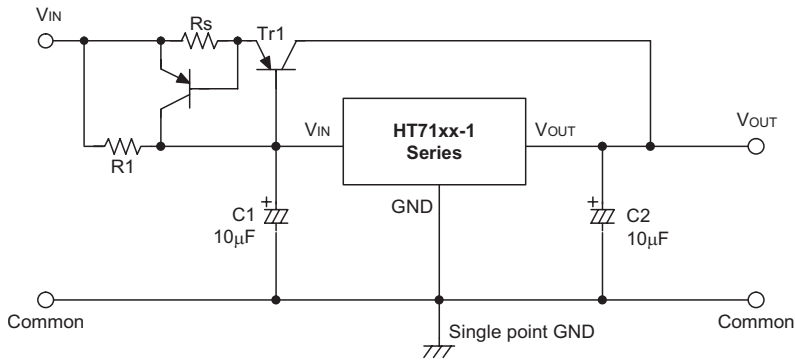 VIN
Rs
Tr1
R1
VIN
HT71xx-1
Series
VOUT
VOUT
GND
+
C1
10μF
+
C2
10μF
Common
Single point GND
Common